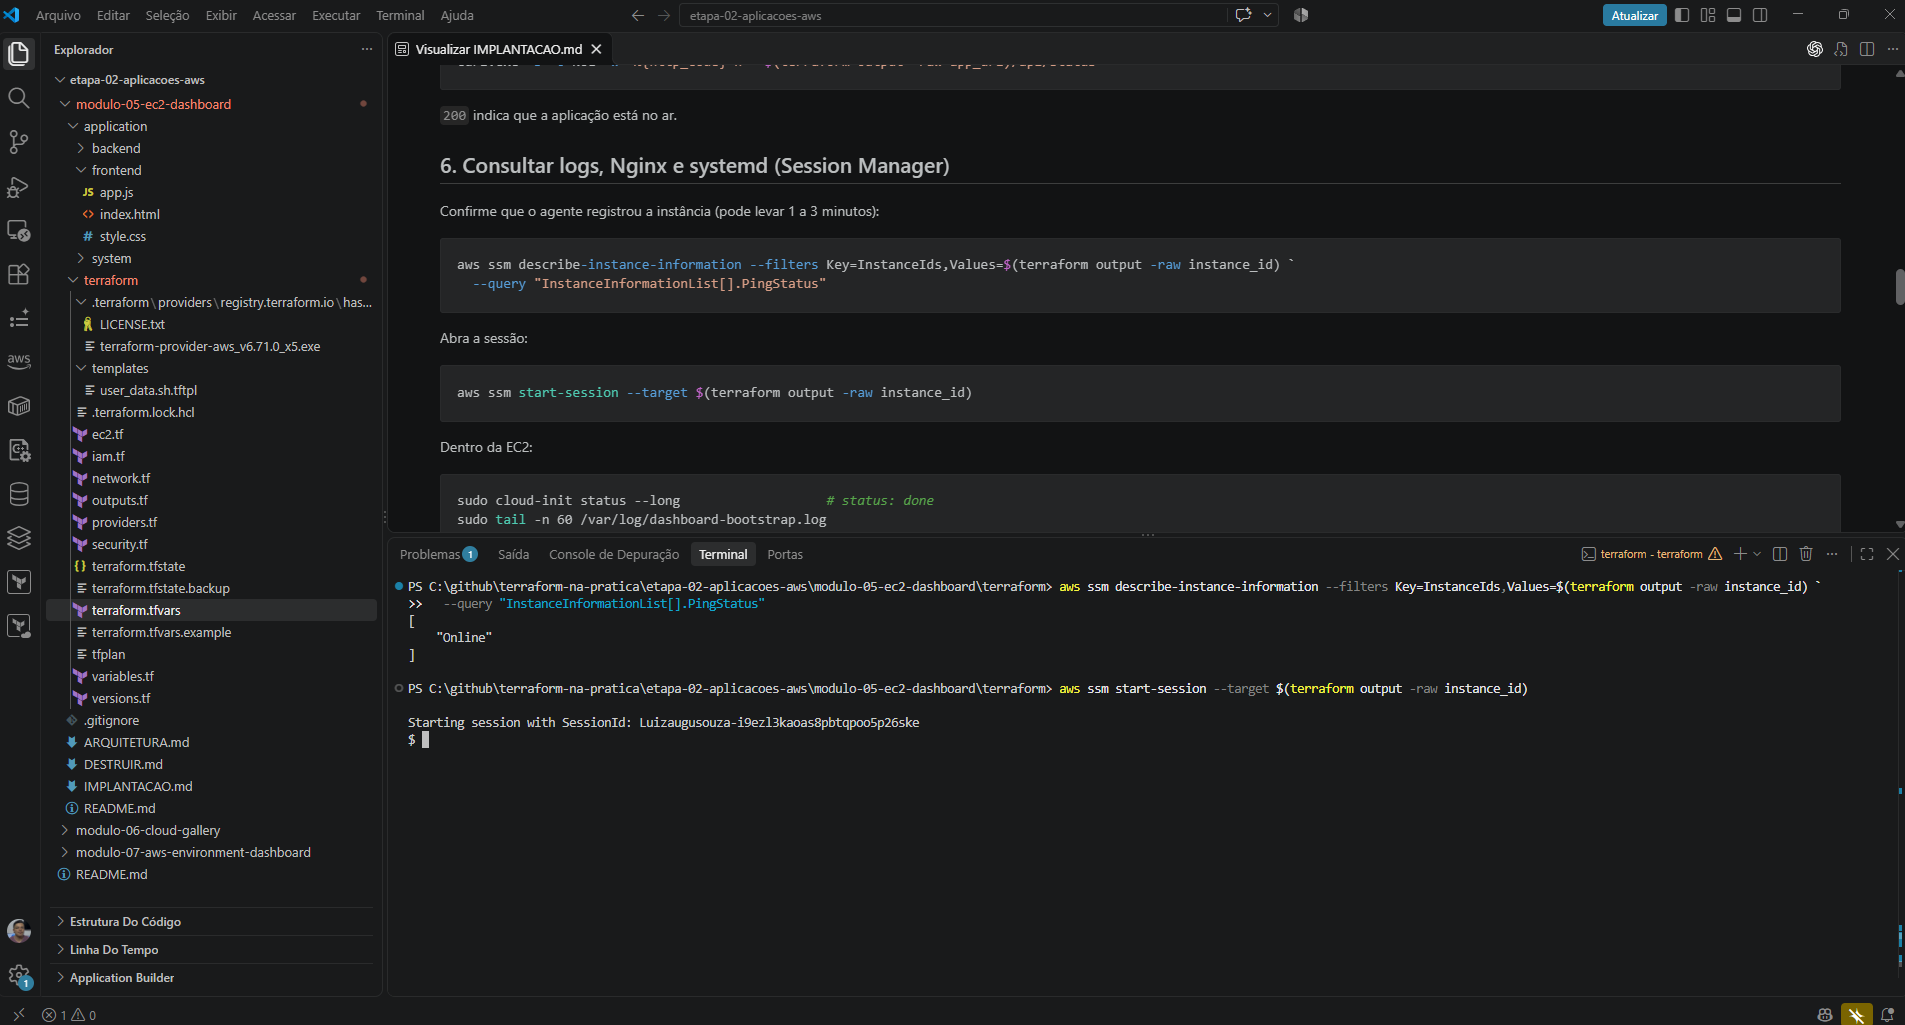 Arquivo Editar Seleção Exibir Acessar Executar Terminal Ajuda
etapa-02-aplicacoes-aws
Atualizar
Explorador
Visualizar IMPLANTACAO.md
etapa-02-aplicacoes-aws
modulo-05-ec2-dashboard
application
backend
frontend
JS app.js
<> index.html
# style.css
system
terraform
.terraform\providers\registry.terraform.io\has...
LICENSE.txt
terraform-provider-aws_v6.71.0_x5.exe
templates
user_data.sh.tftpl
.terraform.lock.hcl
ec2.tf
iam.tf
network.tf
outputs.tf
providers.tf
security.tf
{} terraform.tfstate
terraform.tfstate.backup
terraform.tfvars
terraform.tfvars.example
tfplan
variables.tf
versions.tf
.gitignore
ARQUITETURA.md
DESTRUIR.md
IMPLANTACAO.md
README.md
modulo-06-cloud-gallery
modulo-07-aws-environment-dashboard
README.md
Estrutura Do Código
Linha Do Tempo
Application Builder
aws
1
1 0
200 indica que a aplicação está no ar.
6. Consultar logs, Nginx e systemd (Session Manager)
Confirme que o agente registrou a instância (pode levar 1 a 3 minutos):
aws ssm describe-instance-information --filters Key=InstanceIds,Values=$(terraform output -raw instance_id) `
--query "InstanceInformationList[].PingStatus"
Abra a sessão:
aws ssm start-session --target $(terraform output -raw instance_id)
Dentro da EC2:
sudo cloud-init status --long # status: done
sudo tail -n 60 /var/log/dashboard-bootstrap.log
Problemas 1 Saída Console de Depuração Terminal Portas
terraform - terraform
PS C:\github\terraform-na-pratica\etapa-02-aplicacoes-aws\modulo-05-ec2-dashboard\terraform> aws ssm describe-instance-information --filters Key=InstanceIds,Values=$(terraform output -raw instance_id) `
>> --query "InstanceInformationList[].PingStatus"
[
"Online"
]
PS C:\github\terraform-na-pratica\etapa-02-aplicacoes-aws\modulo-05-ec2-dashboard\terraform> aws ssm start-session --target $(terraform output -raw instance_id)
Starting session with SessionId: Luizaugusouza-i9ezl3kaoas8pbtqpoo5p26ske
$